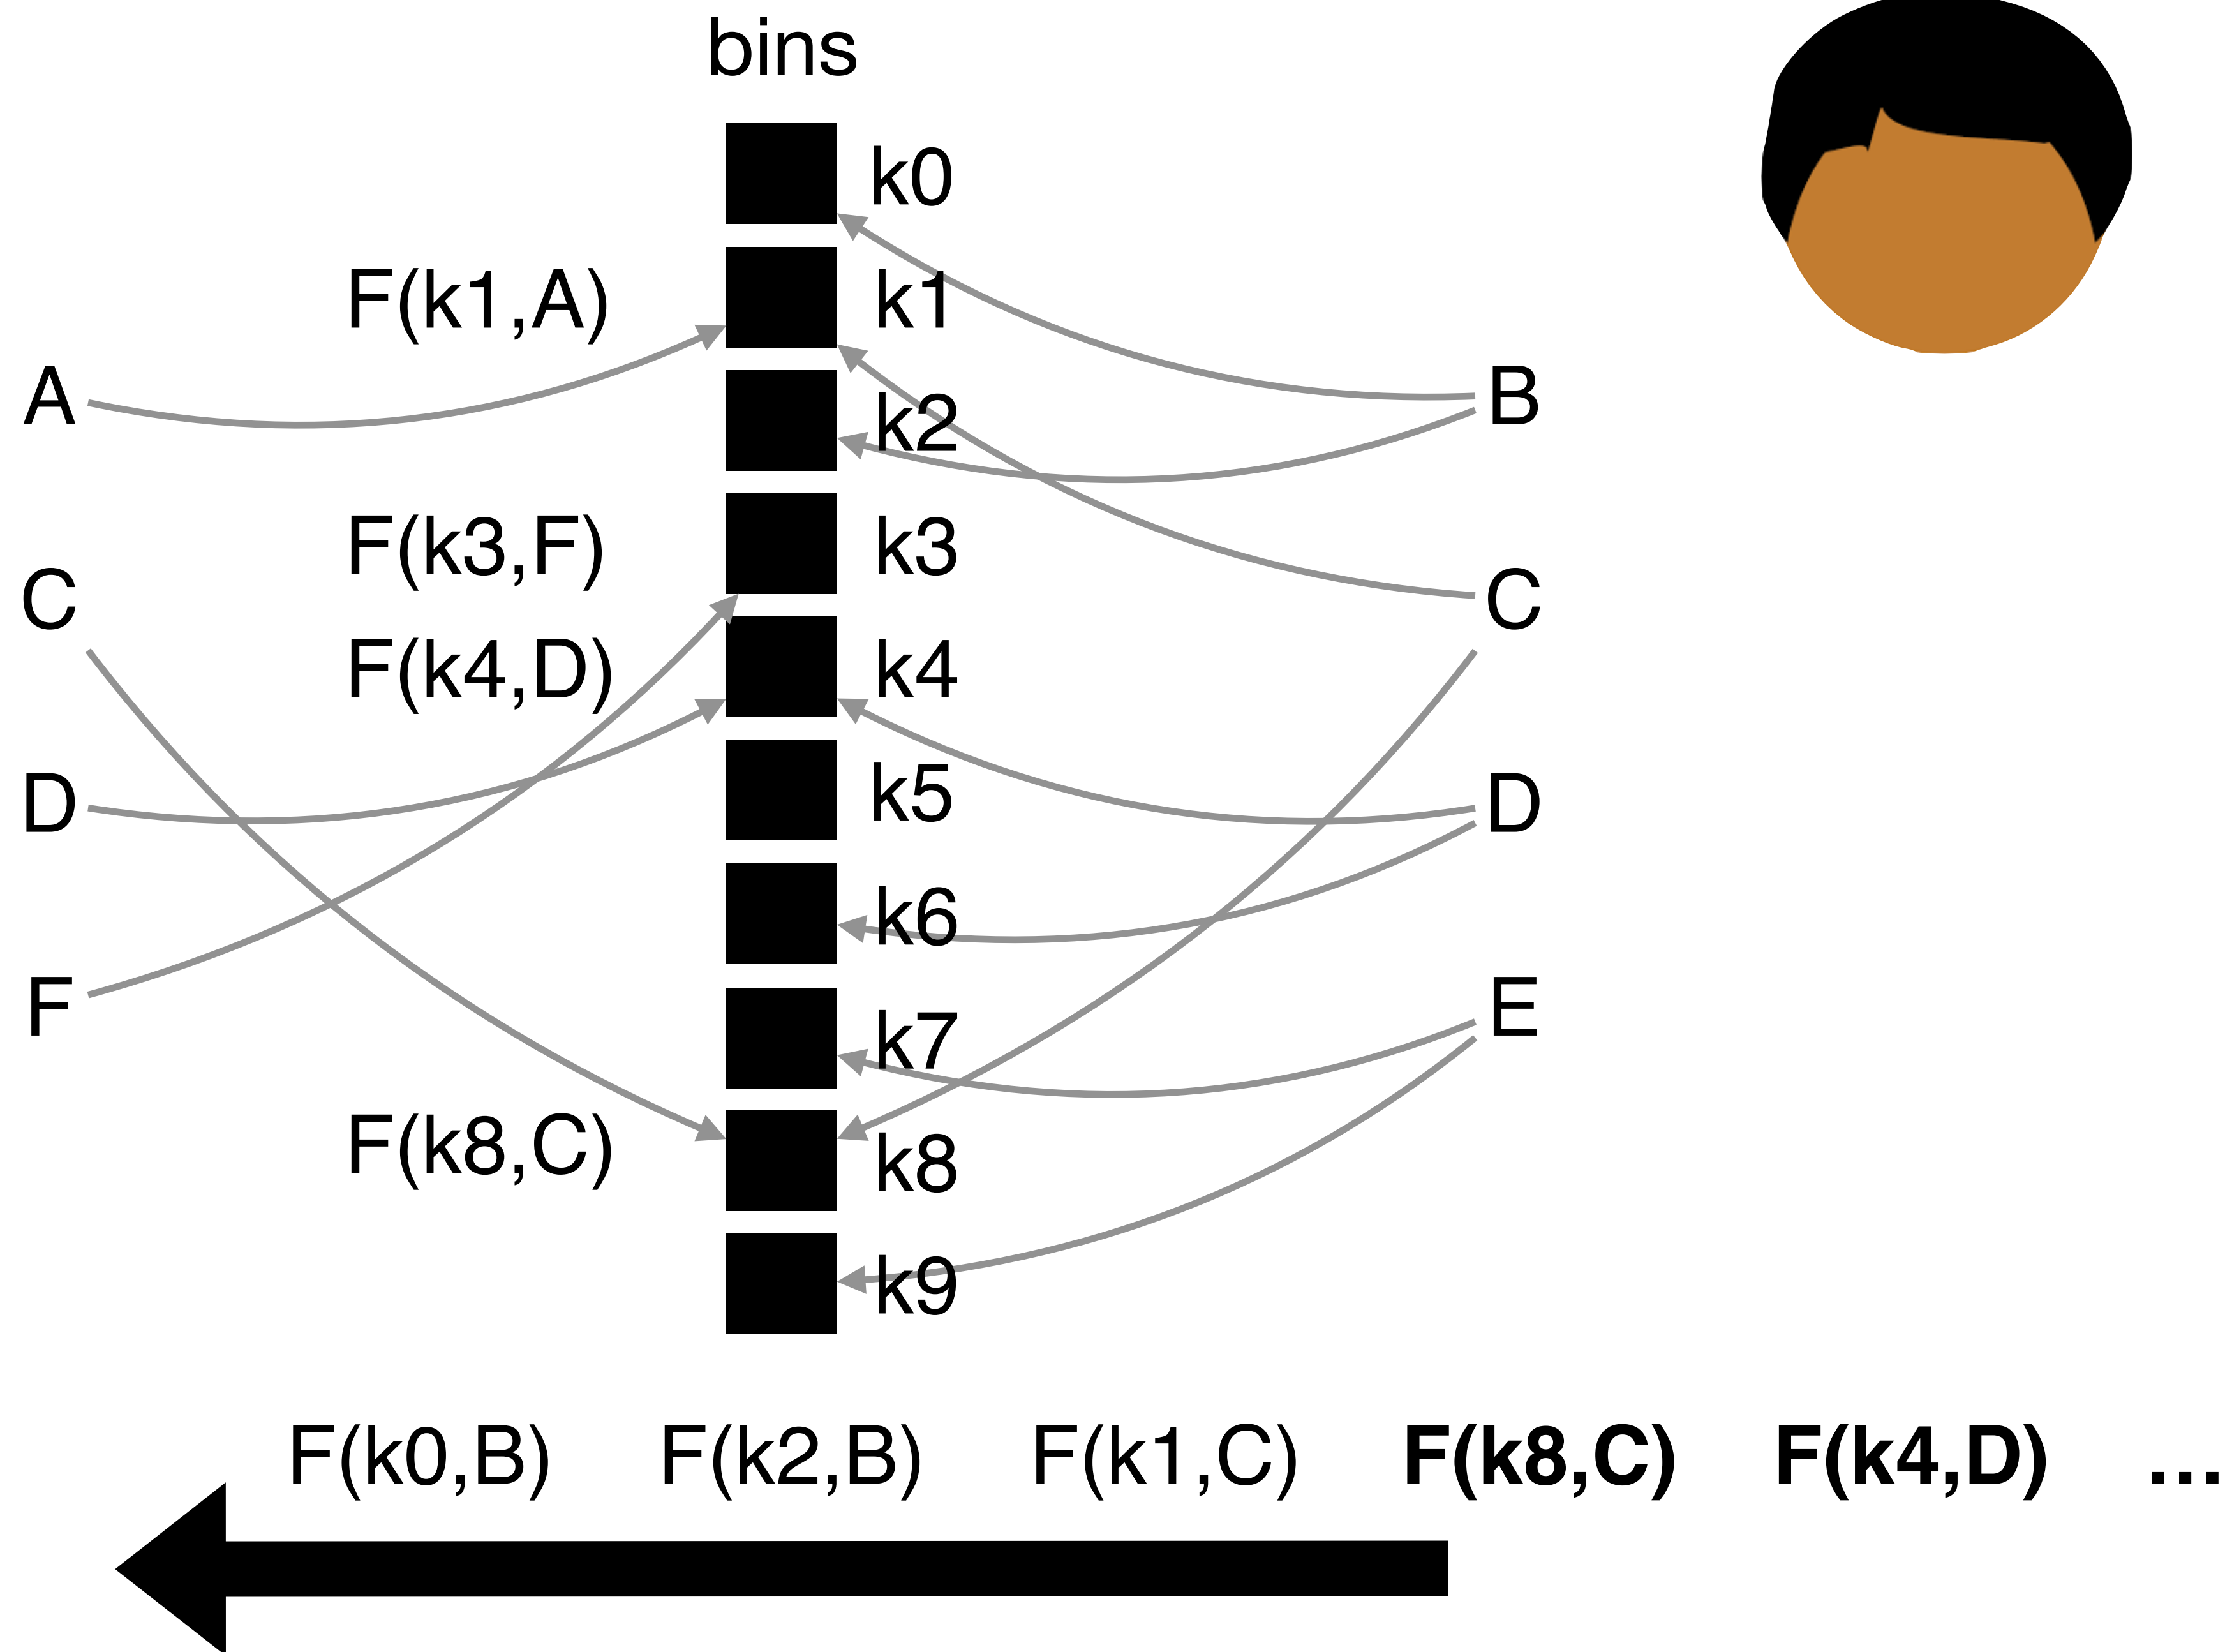 bins
k0
F(k1,A) k1
A B
k2
F(k3,F) k3
C C
F(k4,D) k4
D k5 D
k6
F E
k7
F(k8,C) k8
k9
F(k0,B) F(k2,B) F(k1,C) F(k8,C) F(k4,D) ...